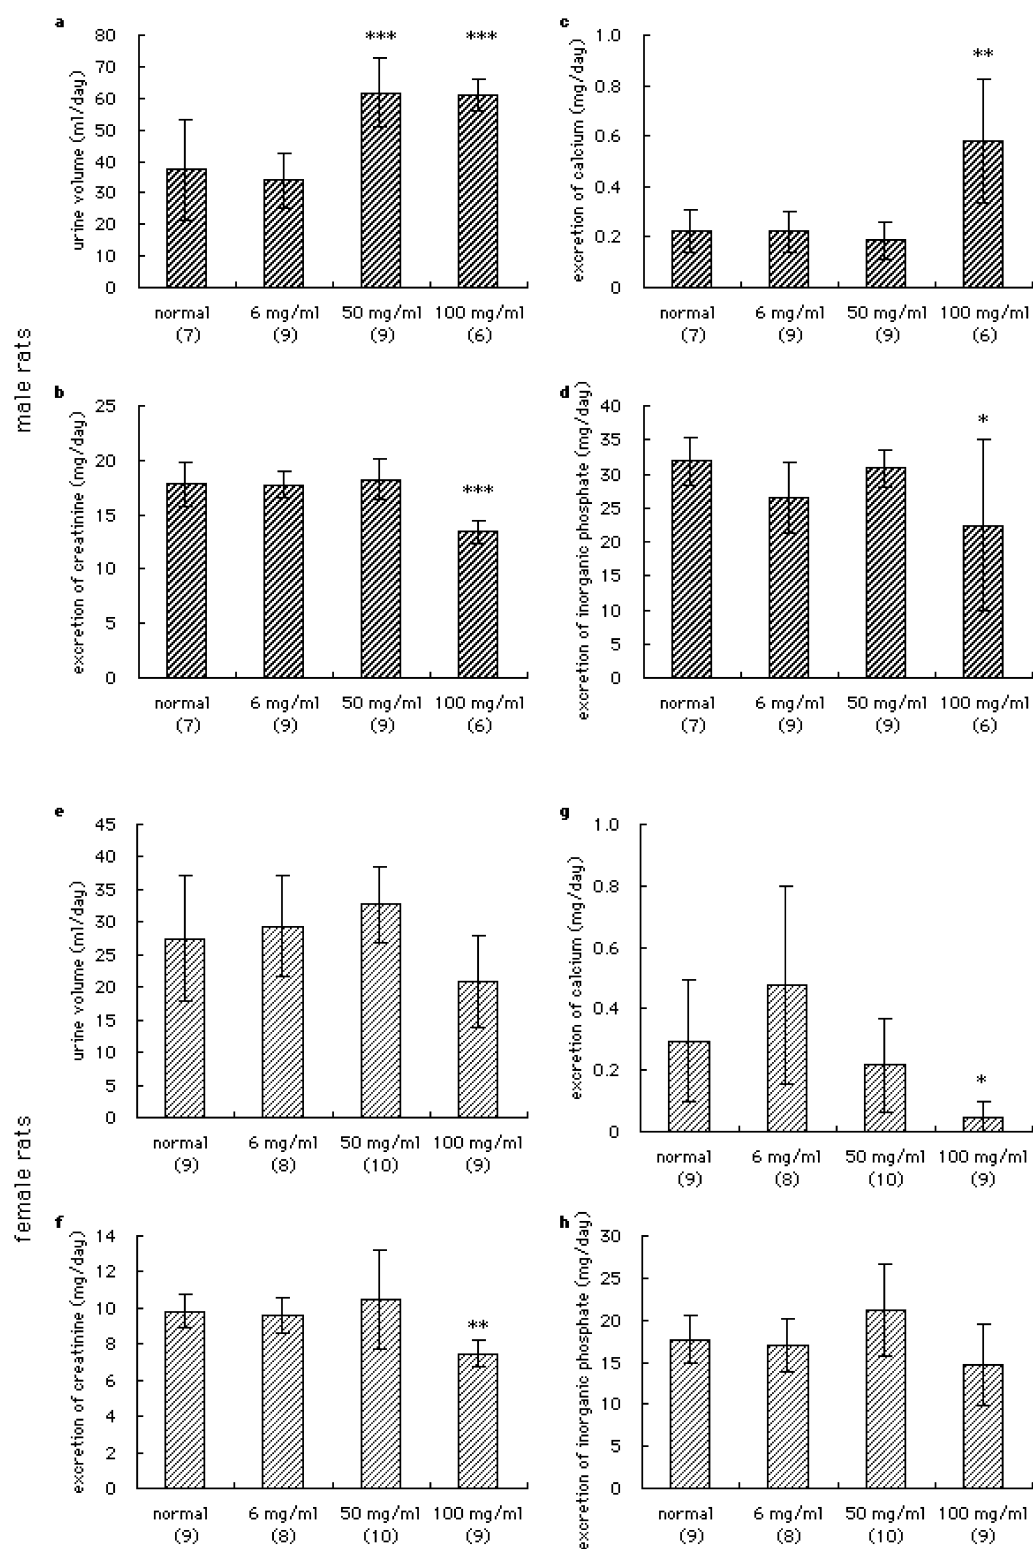 male rats
a
urine volume (ml/day)
80
70
60
50
40
30
20
10
0
***
***
normal
(7)
6 mg/ml
(9)
50 mg/ml
(9)
100 mg/ml
(6)
c
excretion of calcium (mg/day)
1.0
0.8
0.6
0.4
0.2
0
**
normal
(7)
6 mg/ml
(9)
50 mg/ml
(9)
100 mg/ml
(6)
b
excretion of creatinine (mg/day)
25
20
15
10
5
0
***
normal
(7)
6 mg/ml
(9)
50 mg/ml
(9)
100 mg/ml
(6)
d
excretion of inorganic phosphate (mg/day)
40
35
30
25
20
15
10
5
0
*
normal
(7)
6 mg/ml
(9)
50 mg/ml
(9)
100 mg/ml
(6)
female rats
e
urine volume (ml/day)
45
40
35
30
25
20
15
10
5
0
normal
(9)
6 mg/ml
(8)
50 mg/ml
(10)
100 mg/ml
(9)
g
excretion of calcium (mg/day)
1.0
0.8
0.6
0.4
0.2
0
*
normal
(9)
6 mg/ml
(8)
50 mg/ml
(10)
100 mg/ml
(9)
f
excretion of creatinine (mg/day)
14
12
10
8
6
4
2
0
**
normal
(9)
6 mg/ml
(8)
50 mg/ml
(10)
100 mg/ml
(9)
h
excretion of inorganic phosphate (mg/day)
30
25
20
15
10
5
0
normal
(9)
6 mg/ml
(8)
50 mg/ml
(10)
100 mg/ml
(9)